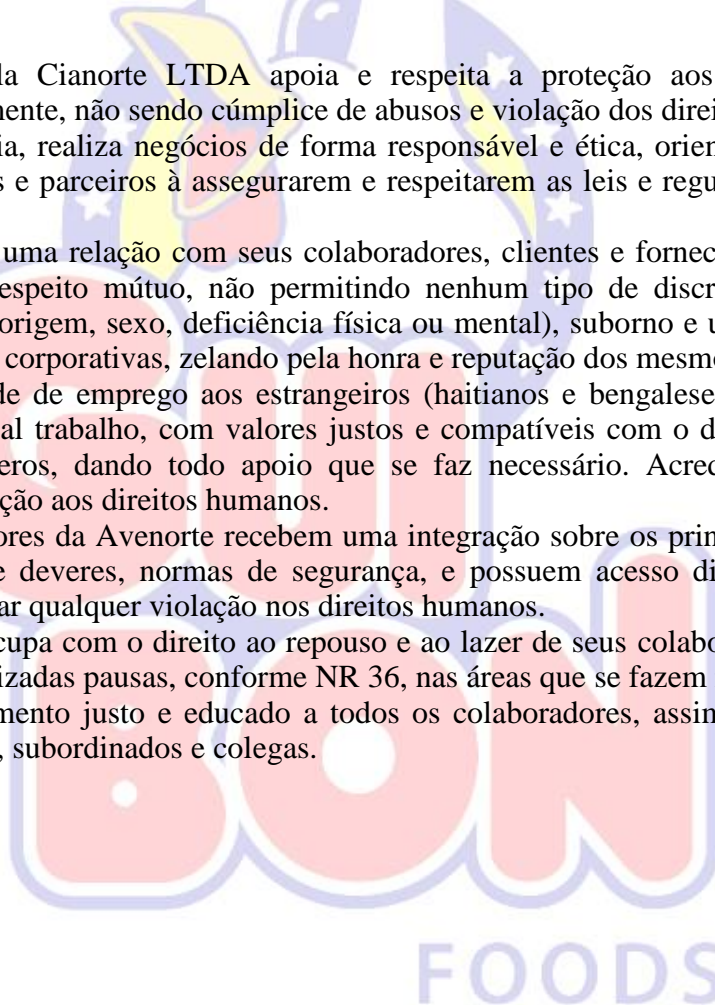 la Cianorte LTDA apoia e respeita a proteção aos
mente, não sendo cúmplice de abusos e violação dos direi
ia, realiza negócios de forma responsável e ética, orien
s e parceiros à assegurarem e respeitarem as leis e regu
uma relação com seus colaboradores, clientes e fornec
espeito mútuo, não permitindo nenhum tipo de discr
origem, sexo, deficiência física ou mental), suborno e u
corporativas, zelando pela honra e reputação dos mesmo
de de emprego aos estrangeiros (haitianos e bengalese
al trabalho, com valores justos e compatíveis com o d
eros, dando todo apoio que se faz necessário. Acred
ção aos direitos humanos.
ores da Avenorte recebem uma integração sobre os prin
e deveres, normas de segurança, e possuem acesso di
ar qualquer violação nos direitos humanos.
cupa com o direito ao repouso e ao lazer de seus colabo
izadas pausas, conforme NR 36, nas áreas que se fazem
mento justo e educado a todos os colaboradores, assin
, subordinados e colegas.
GUI
BON
FOODS